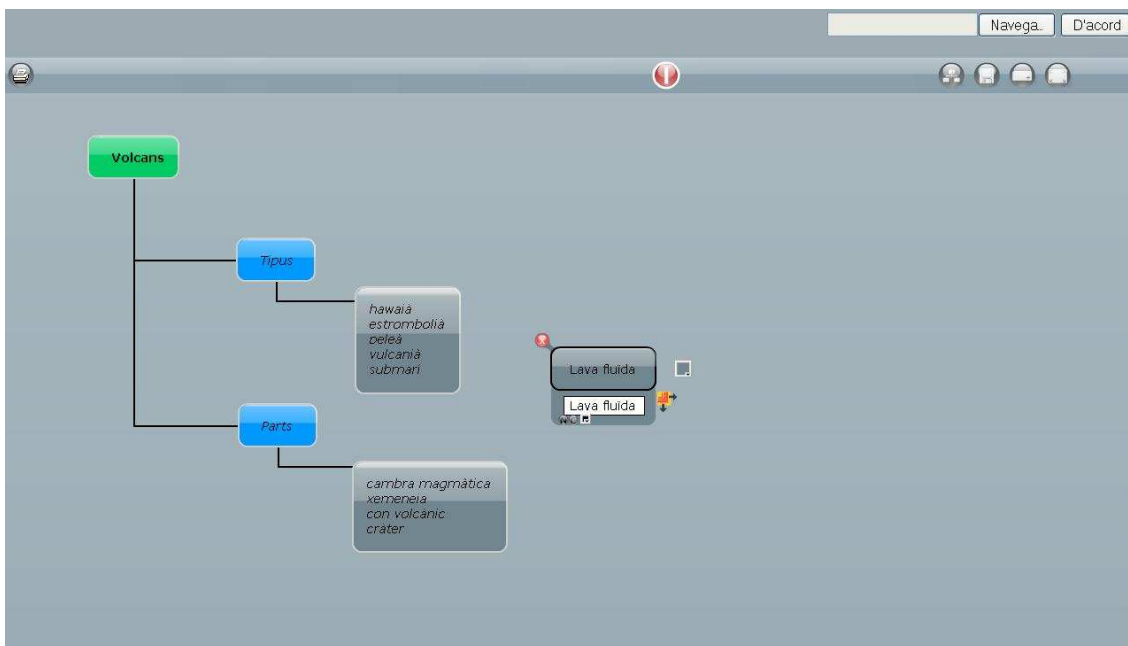 Navega..
D'acord
Volcans
Tipus
hawaià
estrombolià
peleà
vulcanià
submarí
Lava fluïda
Lava fluïda
Parts
cambra magmàtica
xemeneia
con volcànic
cràter